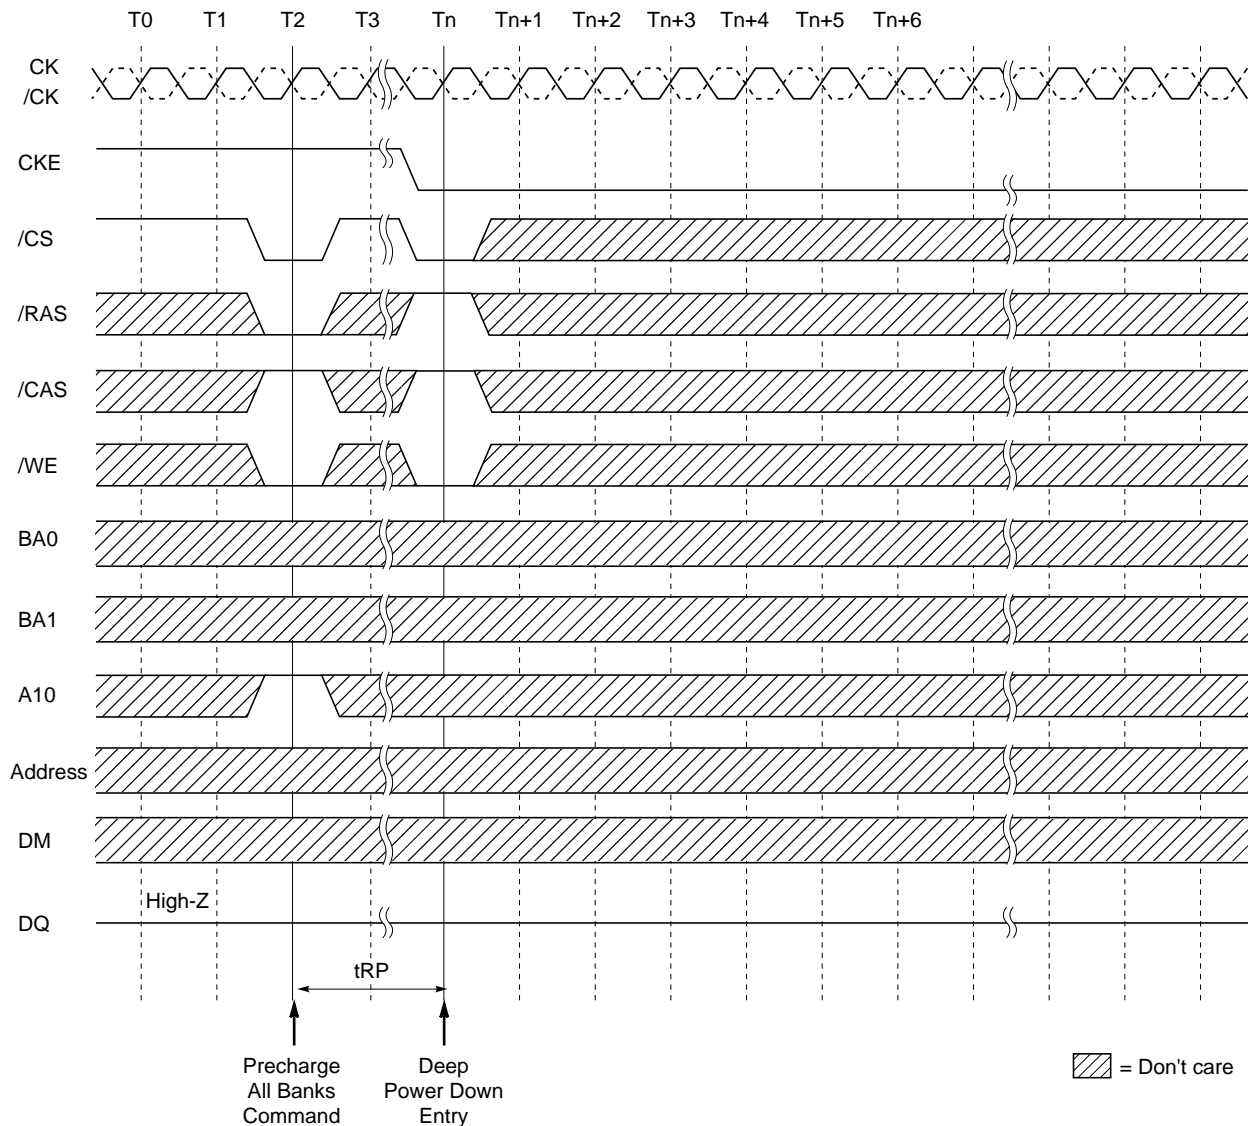 T0 T1 T2 T3 Tn Tn+1 Tn+2 Tn+3 Tn+4 Tn+5 Tn+6
CK
/CK
CKE
/CS
/RAS
/CAS
/WE
BA0
BA1
A10
Address
DM
High-Z
DQ
tRP
Precharge
All Banks
Command
Deep
Power Down
Entry
= Don't care